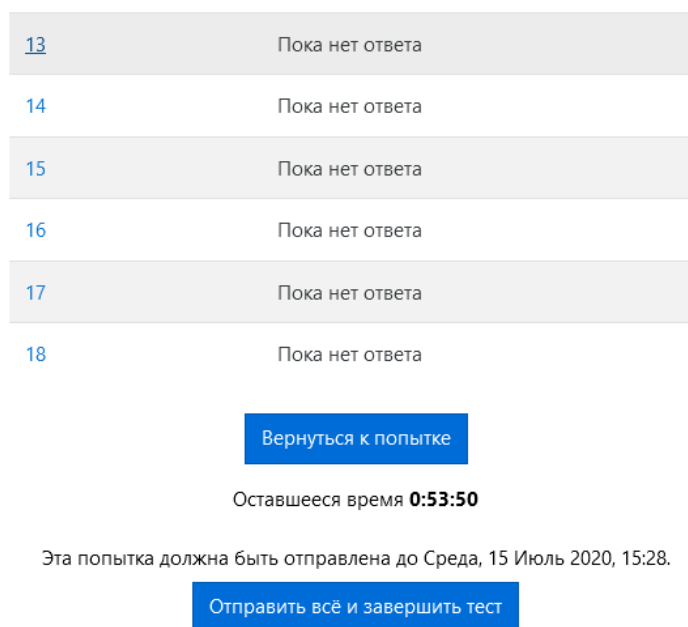 13 Пока нет ответа
14 Пока нет ответа
15 Пока нет ответа
16 Пока нет ответа
17 Пока нет ответа
18 Пока нет ответа
Вернуться к попытке
Оставшееся время 0:53:50
Эта попытка должна быть отправлена до Среда, 15 Июль 2020, 15:28.
Отправить всё и завершить тест